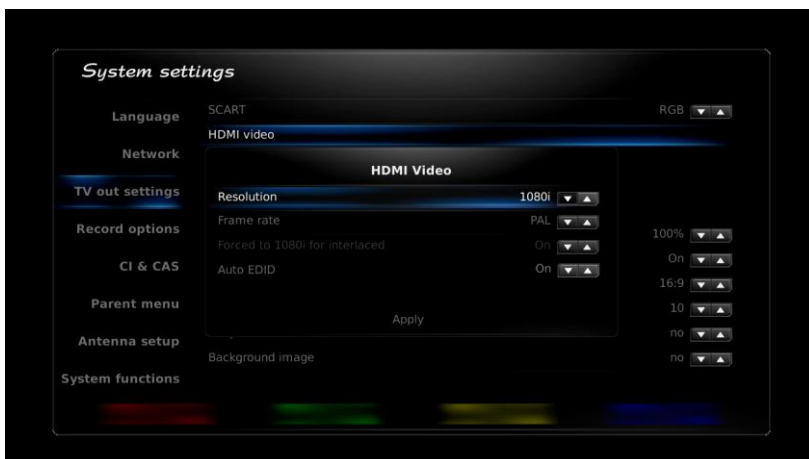 System settings
Language
Network
TV out settings
Record options
CI & CAS
Parent menu
Antenna setup
System functions
SCART RGB
HDMI video
HDMI Video
Resolution 1080i
Frame rate PAL
Forced to 1080i for interlaced On
Auto EDID On
Apply
100%
On
16:9
10
no
Background image no